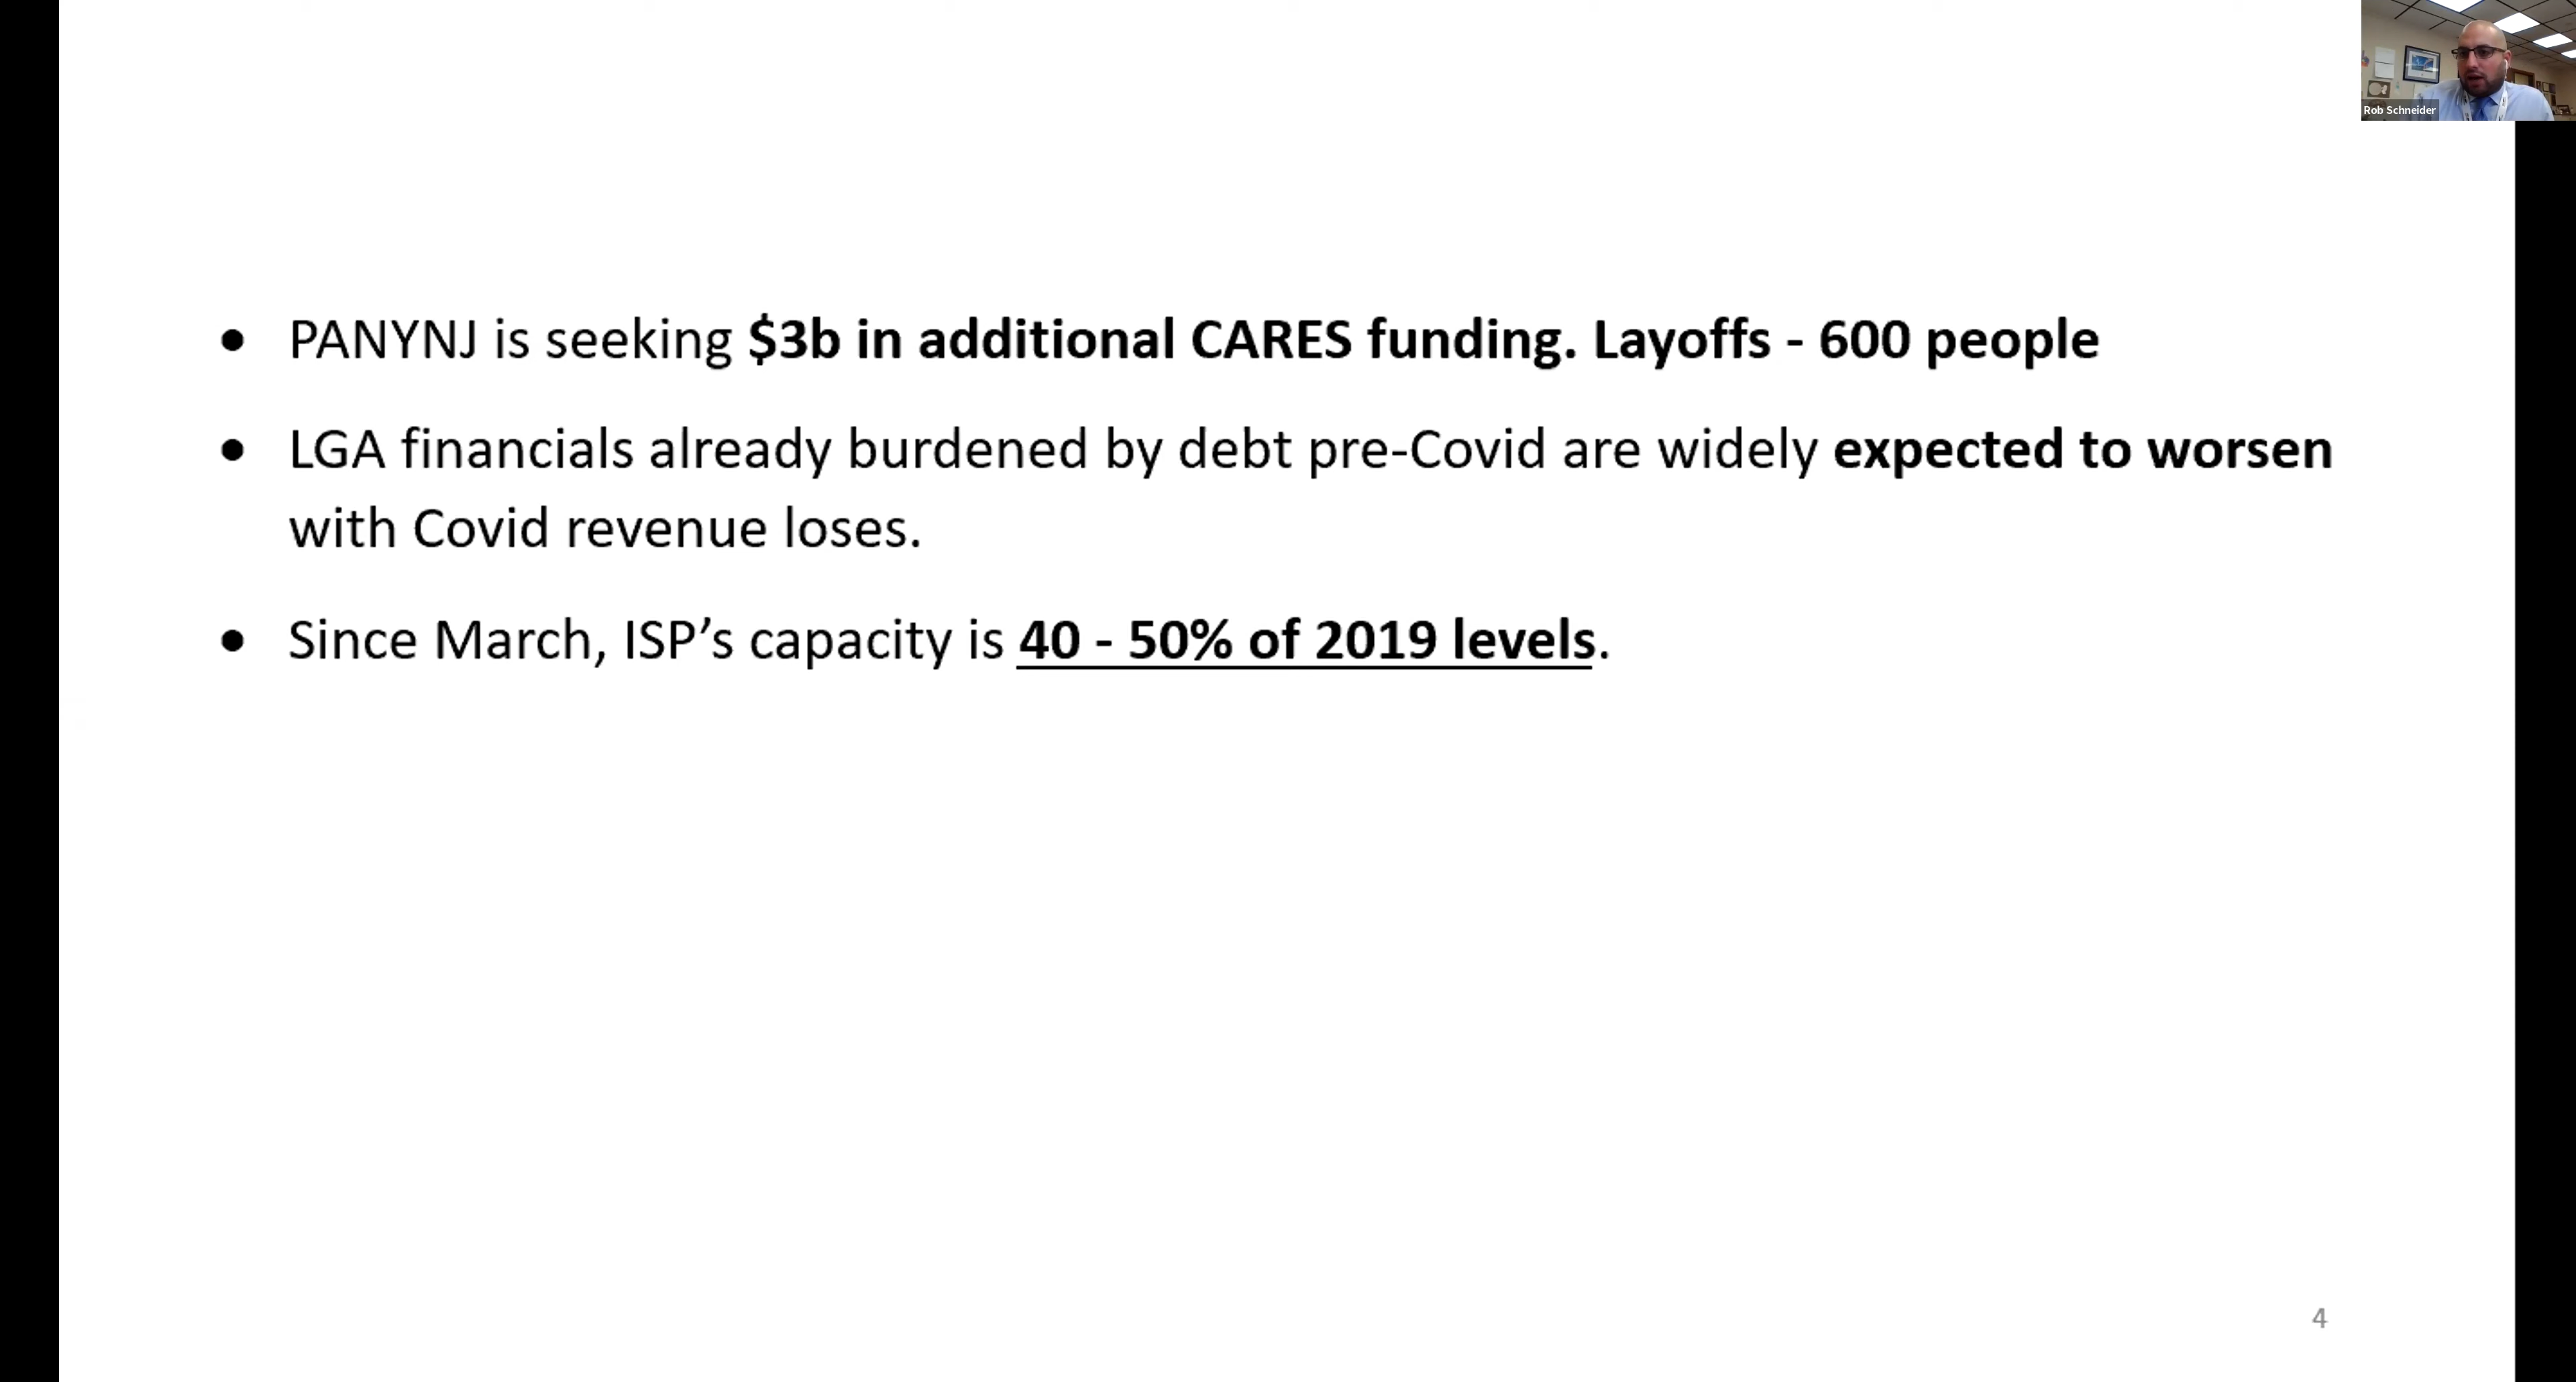 Rob Schneider
• PANYNJ is seeking $3b in additional CARES funding. Layoffs - 600 people
• LGA financials already burdened by debt pre-Covid are widely expected to worsen
with Covid revenue loses.
• Since March, ISP’s capacity is 40 - 50% of 2019 levels.
4